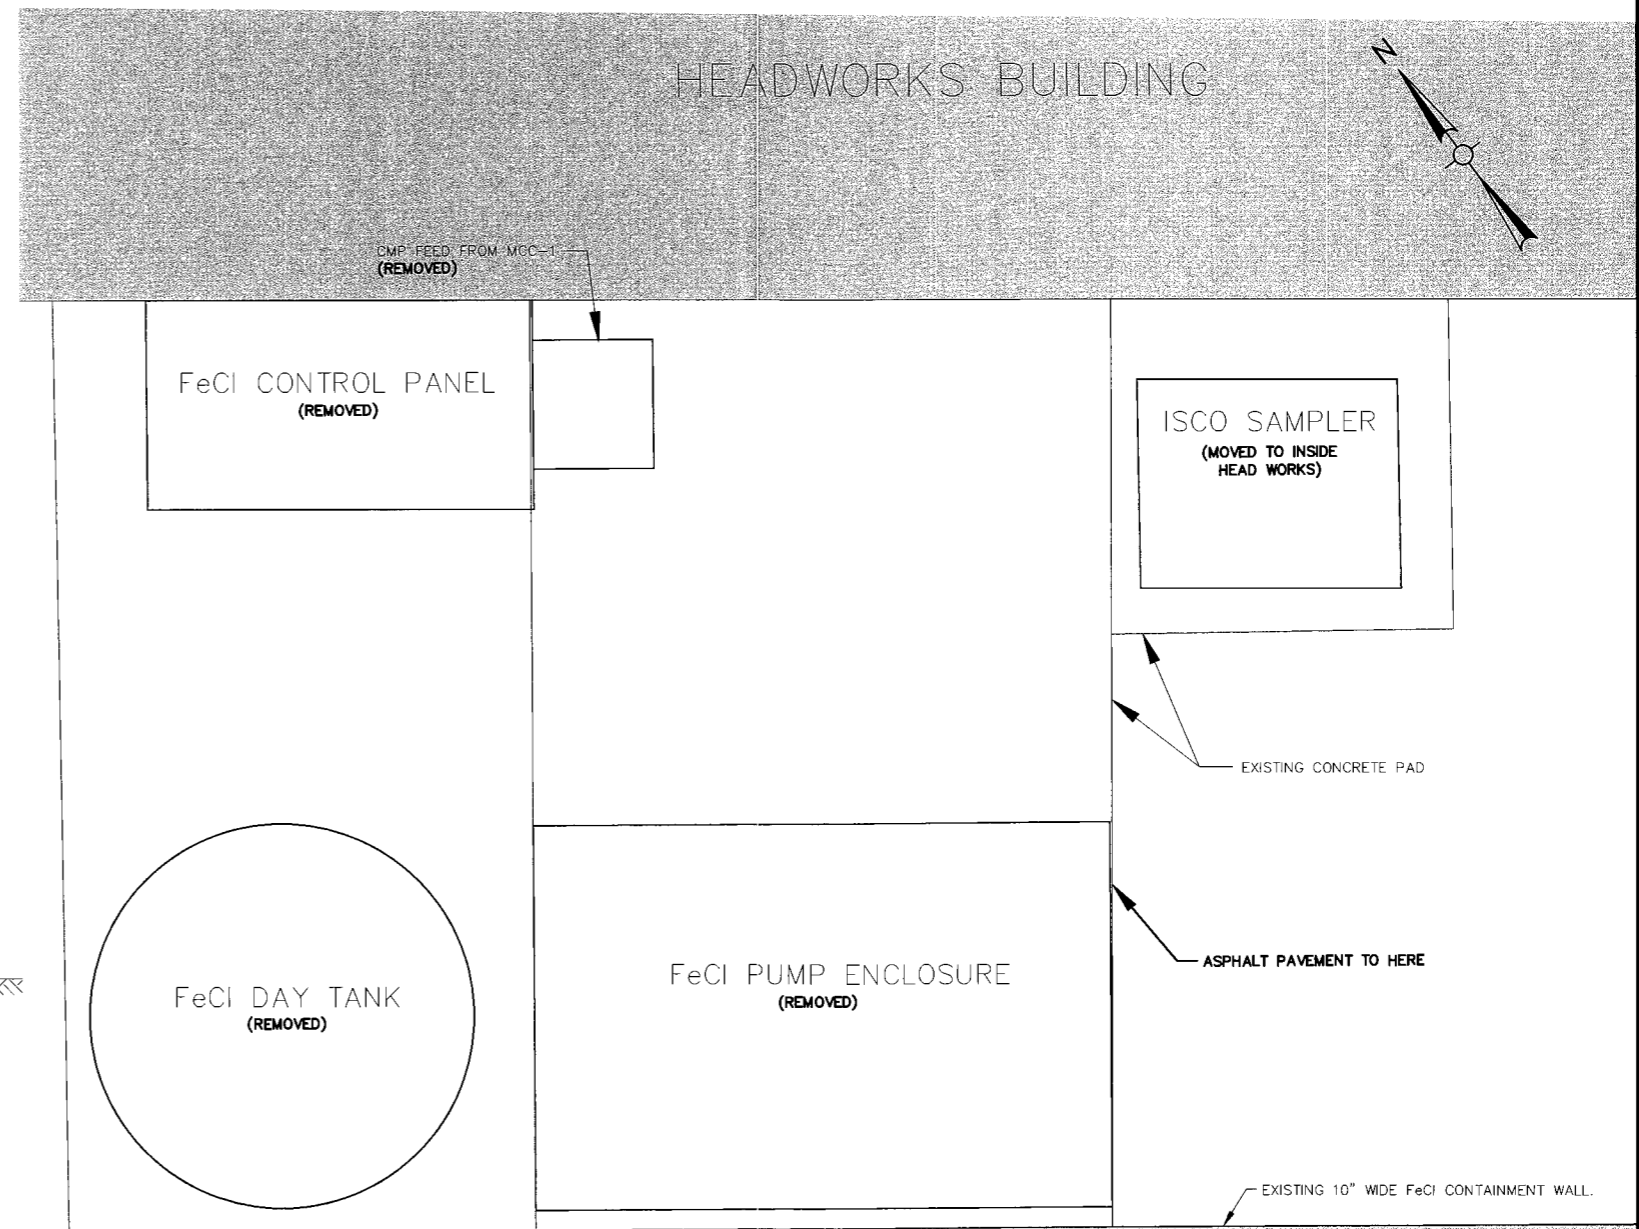 HEADWORKS BUILDING
N
CMP FEED FROM MCC-1
(REMOVED)
FeCl CONTROL PANEL
(REMOVED)
ISCO SAMPLER
(MOVED TO INSIDE
HEAD WORKS)
EXISTING CONCRETE PAD
ASPHALT PAVEMENT TO HERE
FeCl PUMP ENCLOSURE
(REMOVED)
FeCl DAY TANK
(REMOVED)
EXISTING 10" WIDE FeCl CONTAINMENT WALL.